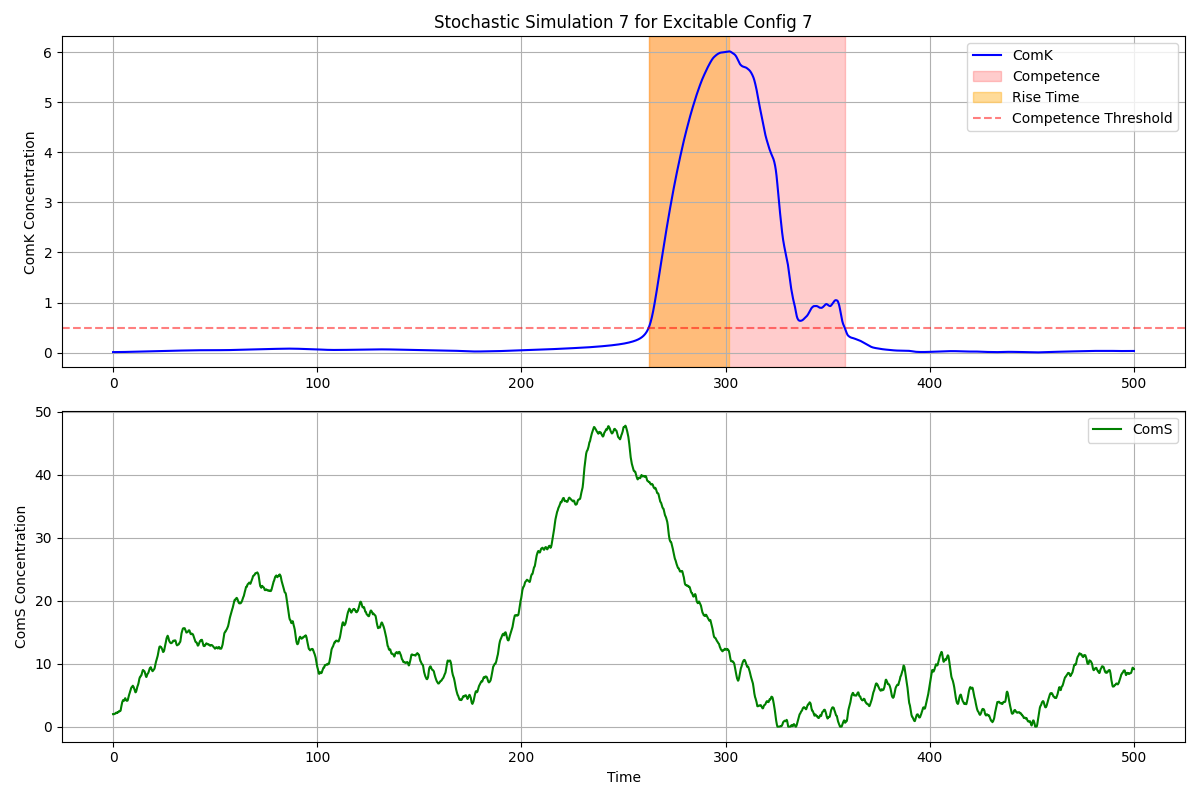 Stochastic Simulation 7 for Excitable Config 7
ComK Concentration
6
5
4
3
2
1
0
ComK
Competence
Rise Time
Competence Threshold
0 100 200 300 400 500
ComS Concentration
50
40
30
20
10
0
ComS
0 100 200 300 400 500
Time